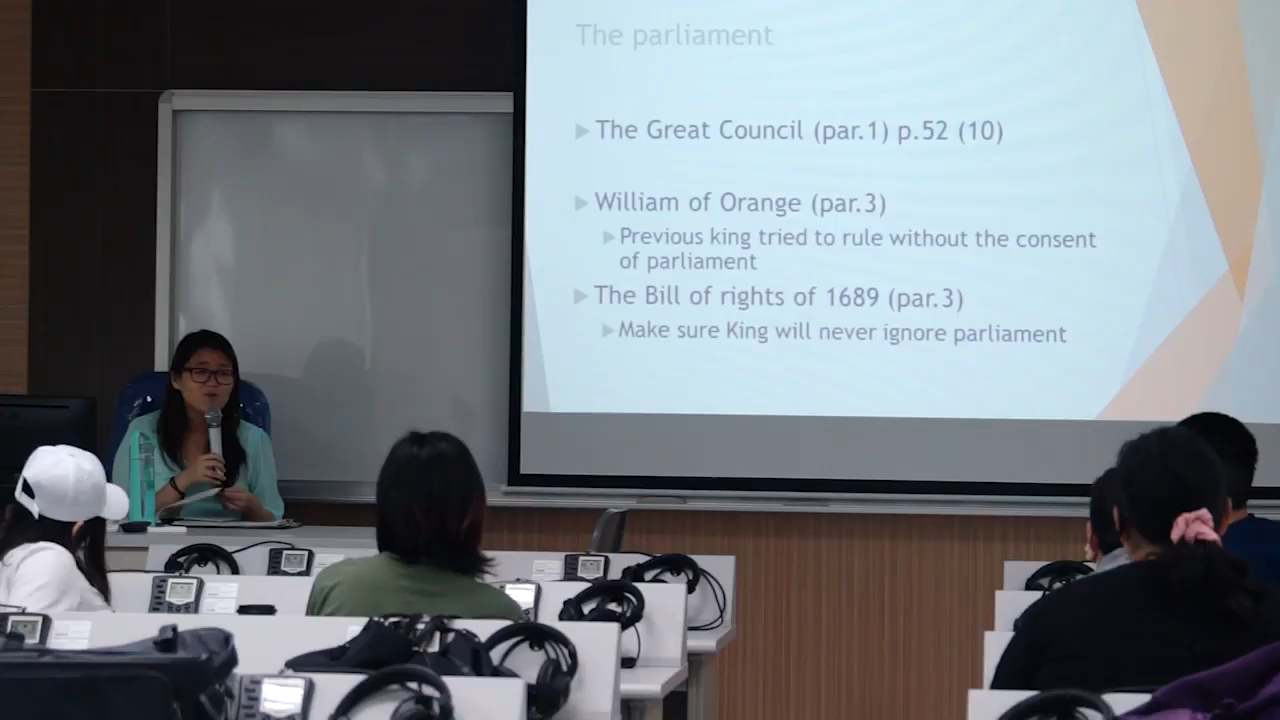 The parliament
The Great Council (par.1) p.52 (10)
William of Orange (par.3)
Previous king tried to rule without the consent
of parliament
The Bill of rights of 1689 (par.3)
Make sure King will never ignore parliament